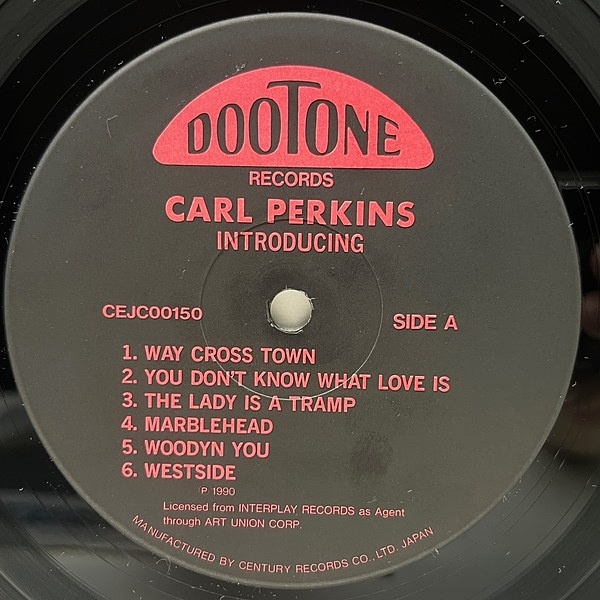 DOOTONE
RECORDS
CARL PERKINS
INTRODUCING
CEJC00150
SIDE A
1. WAY CROSS TOWN
2. YOU DON'T KNOW WHAT LOVE IS
3. THE LADY IS A TRAMP
4. MARBLEHEAD
5. WOODYN YOU
6. WESTSIDE
P 1990
Licensed from INTERPLAY RECORDS as Agent
through ART UNION CORP.
MANUFACTURED BY CENTURY RECORDS CO., LTD. JAPAN